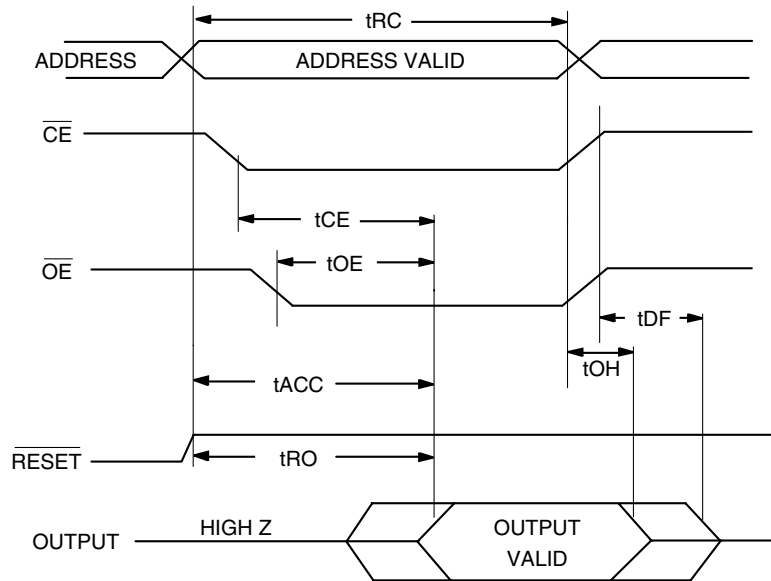 tRC
ADDRESS
ADDRESS VALID
CE
tCE
tOE
OE
tDF
tOH
tACC
RESET
tRO
OUTPUT
HIGH Z
OUTPUT
VALID